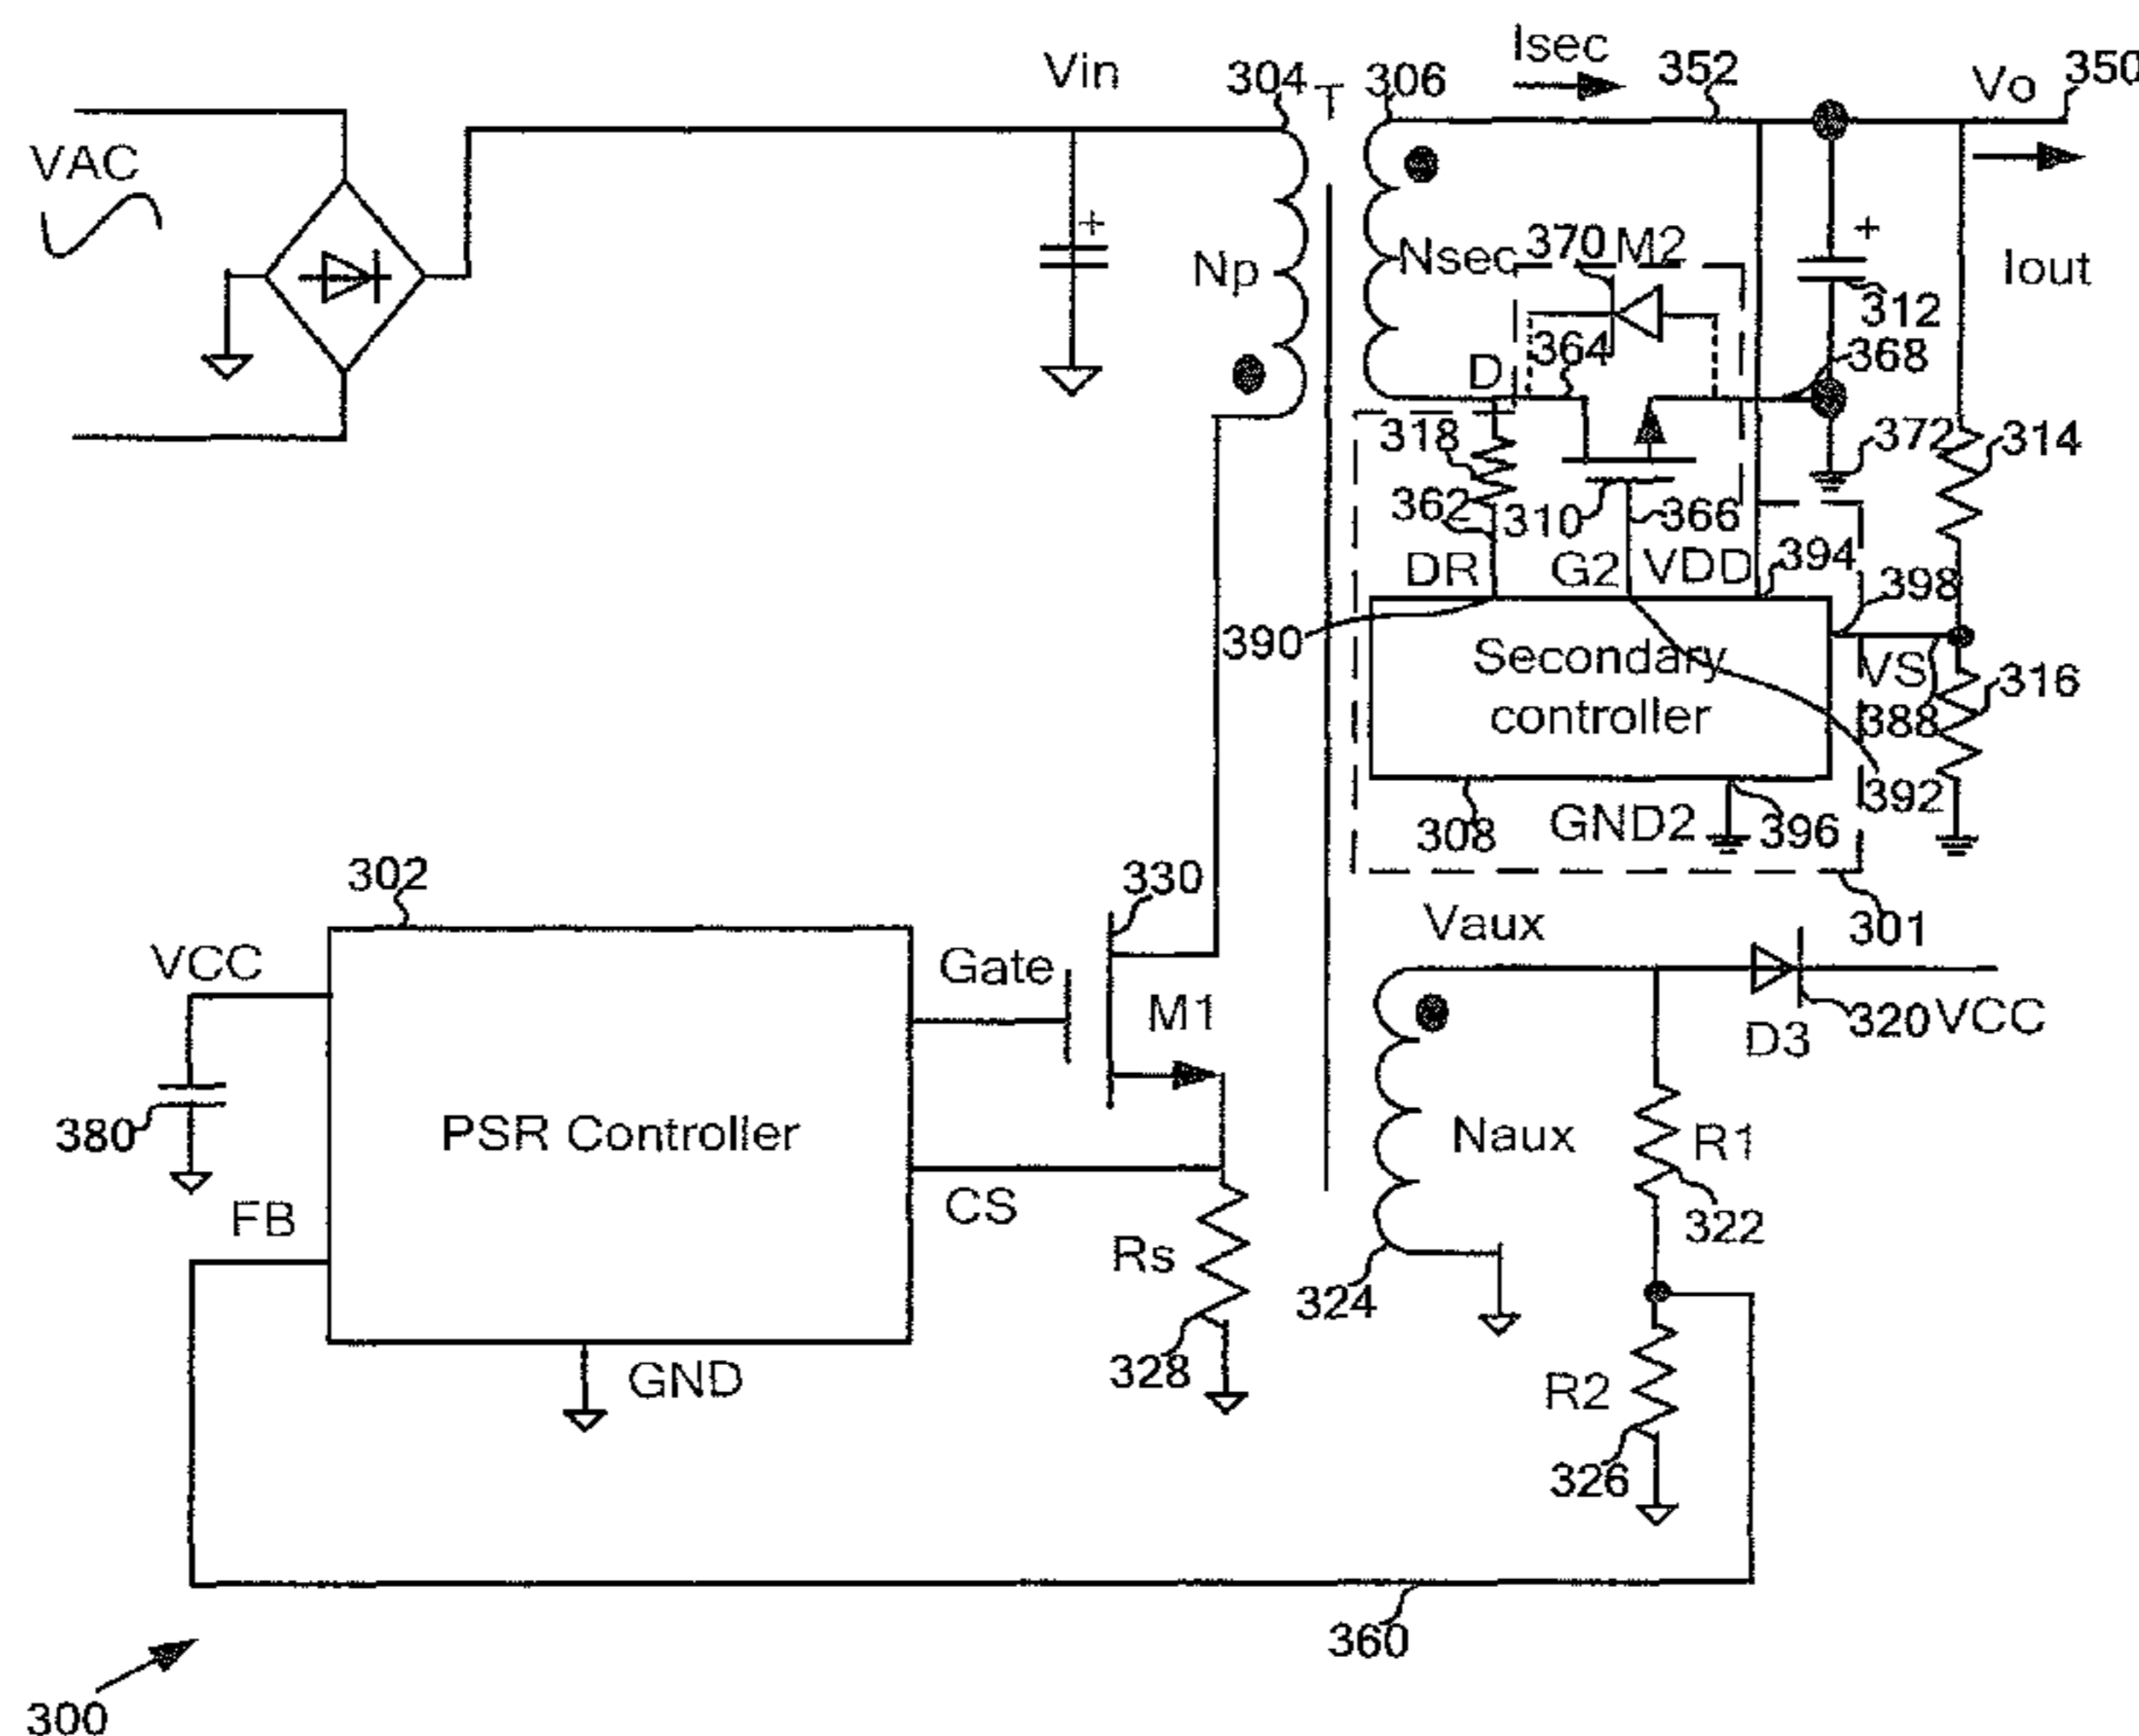 Isec
Vin 304 T 306 352 Vo 350
VAC
Np Nsec 370 M2 Iout
312
364 368
D
318 372 314
362 310 366
DR G2 VDD 394
398
390 Secondary VS 316
controller 388
392
308 GND2 396
302 330 Vaux 301
VCC Gate M1 320 VCC
D3
380 PSR Controller Naux R1
FB CS 322
Rs 324
328 R2
GND
326
360
300